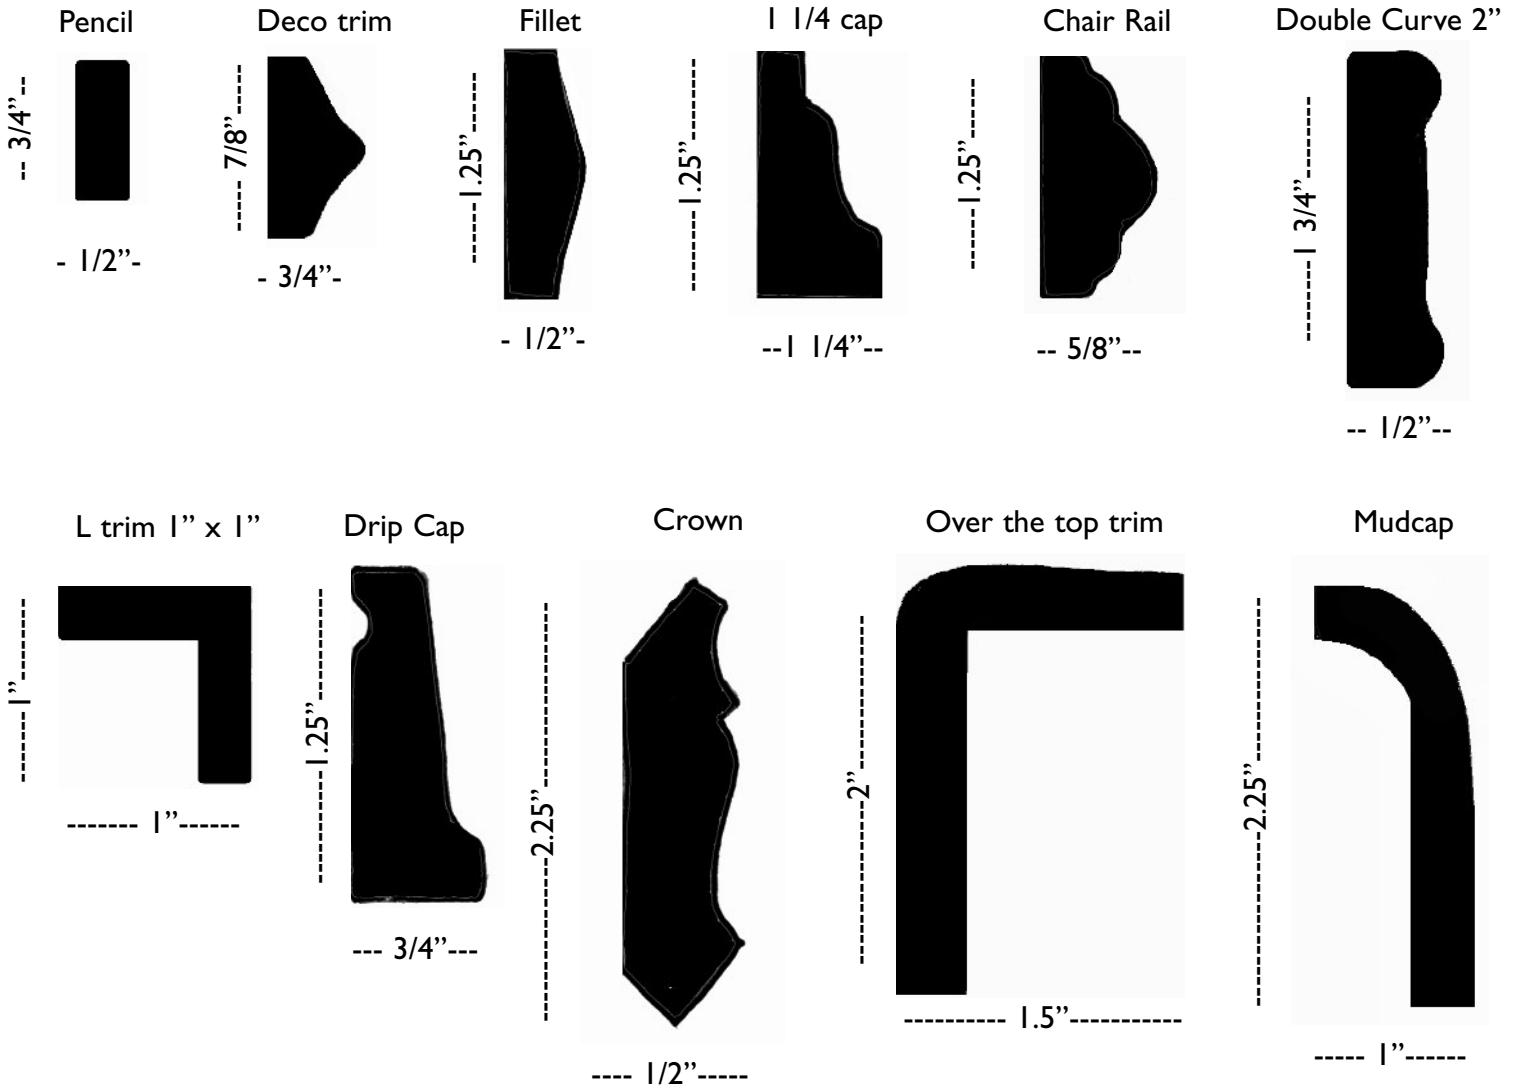 Pencil
-- 3/4”--
- 1/2”-
Deco trim
------ 7/8”------
- 3/4”-
Fillet
-------1.25”-------
- 1/2”-
1 1/4 cap
----------1.25”----------
--1 1/4”--
Chair Rail
-------1.25”-------
-- 5/8”--
Double Curve 2”
----------1 3/4”----------
-- 1/2”--
L trim 1” x 1”
--------1”--------
------- 1”------
Drip Cap
------------1.25”------------
--- 3/4”---
Crown
-----------------2.25”-----------------
---- 1/2”-----
Over the top trim
----------------2”----------------
---------- 1.5”-----------
Mudcap
-----------------2.25”-----------------
----- 1”------